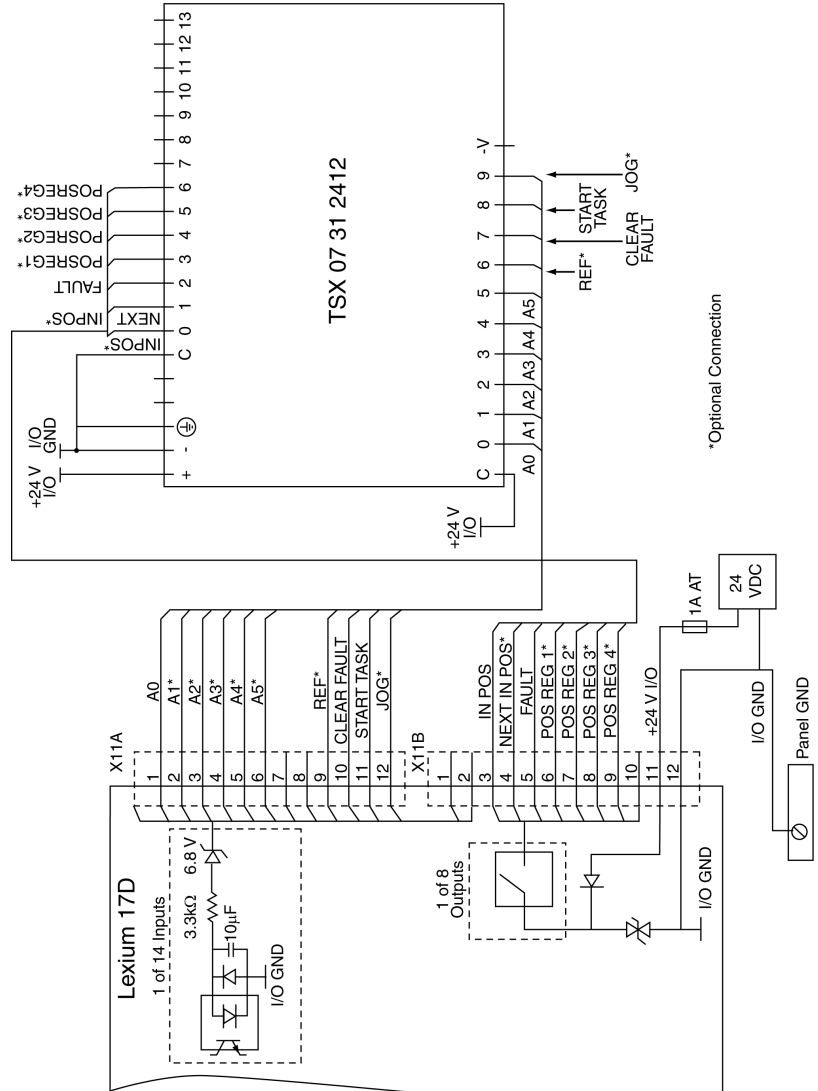 13
12
11
10
9
8
7
6
5
4
3
2
1
0
C
-
+
POSREG4*
POSREG3*
POSREG2*
POSREG1*
FAULT
NEXT INPOS*
INPOS*
I/O GND
+24 V I/O
TSX 07 31 2412
-V
9
8
7
6
5
4
3
2
1
0
C
A5
A4
A3
A2
A1
A0
JOG*
START TASK
CLEAR FAULT
REF*
+24 V I/O
*Optional Connection
Lexium 17D
1 of 14 Inputs
3.3kΩ
6.8 V
10µF
I/O GND
X11A
1
2
3
4
5
6
7
8
9
10
11
12
A0
A1*
A2*
A3*
A4*
A5*
REF*
CLEAR FAULT
START TASK
JOG*
X11B
1
2
3
4
5
6
7
8
9
10
11
12
IN POS
NEXT IN POS*
FAULT
POS REG 1*
POS REG 2*
POS REG 3*
POS REG 4*
+24 V I/O
1 of 8 Outputs
I/O GND
1A AT
24 VDC
I/O GND
Panel GND